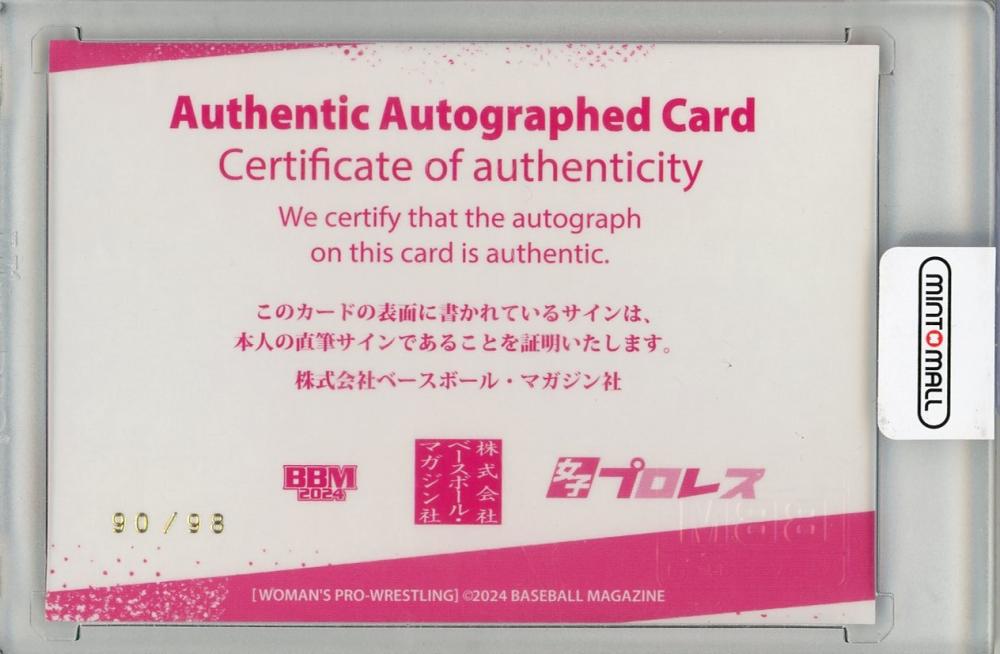 Authentic Autographed Card
Certificate of authenticity
We certify that the autograph
on this card is authentic.
このカードの表面に書かれているサインは、
本人の直筆サインであることを証明いたします。
株式会社ベースボール・マガジン社
BBM
2024
株式会社
ベースボール・
マガジン社
女子プロレス
90/98
BBM
[WOMAN'S PRO-WRESTLING] ©2024 BASEBALL MAGAZINE
MINTOMALL